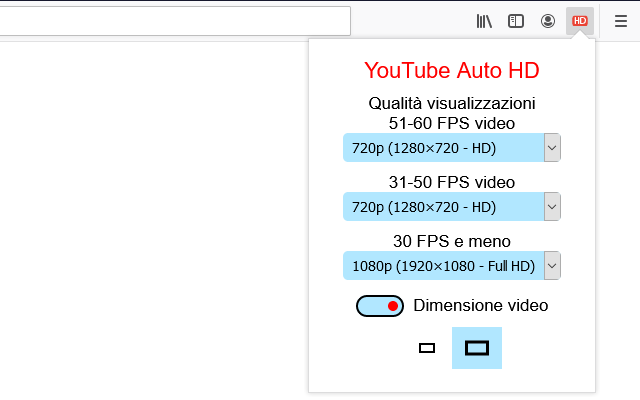 HD
YouTube Auto HD
Qualità visualizzazioni
51-60 FPS video
720p (1280×720 - HD)
31-50 FPS video
720p (1280×720 - HD)
30 FPS e meno
1080p (1920×1080 - Full HD)
Dimensione video